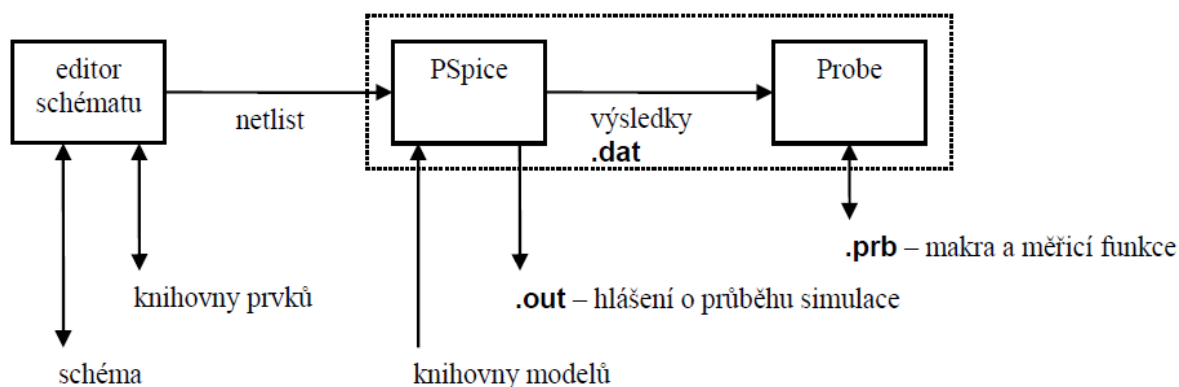 editor
schématu
netlist
PSpice
výsledky
.dat
Probe
.prb – makra a měřicí funkce
knihovny prvků
.out – hlášení o průběhu simulace
schéma
knihovny modelů